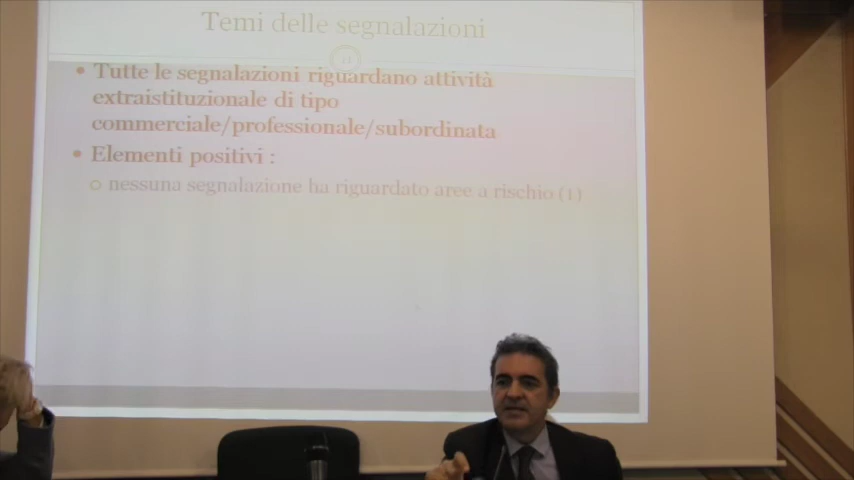 Temi delle segnalazioni
• Tutte le segnalazioni riguardano attività
extraistituzionale di tipo
commerciale/professionale/subordinata
• Elementi positivi :
○ nessuna segnalazione ha riguardato aree a rischio (1)